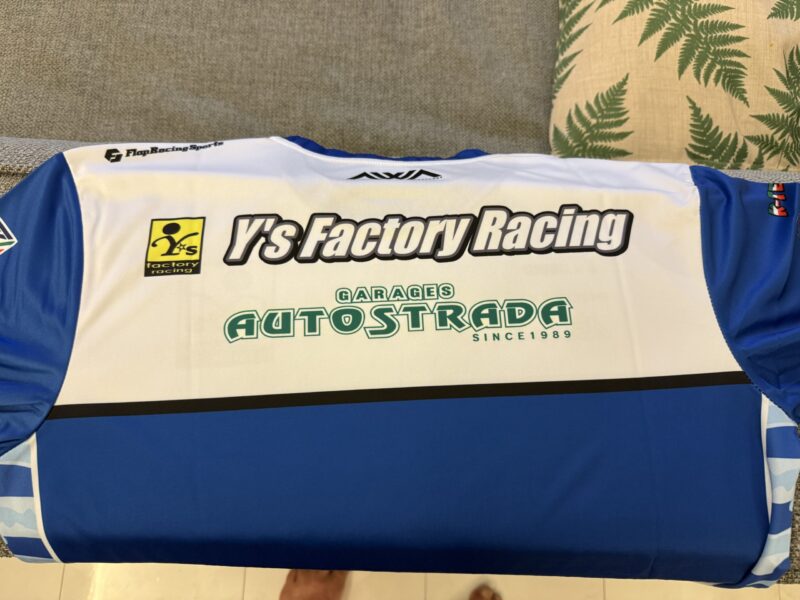 FlapRacingSports
AWA
Y's
factory
racing
Y's Factory Racing
GARAGES
AUTOSTRADA
SINCE1989